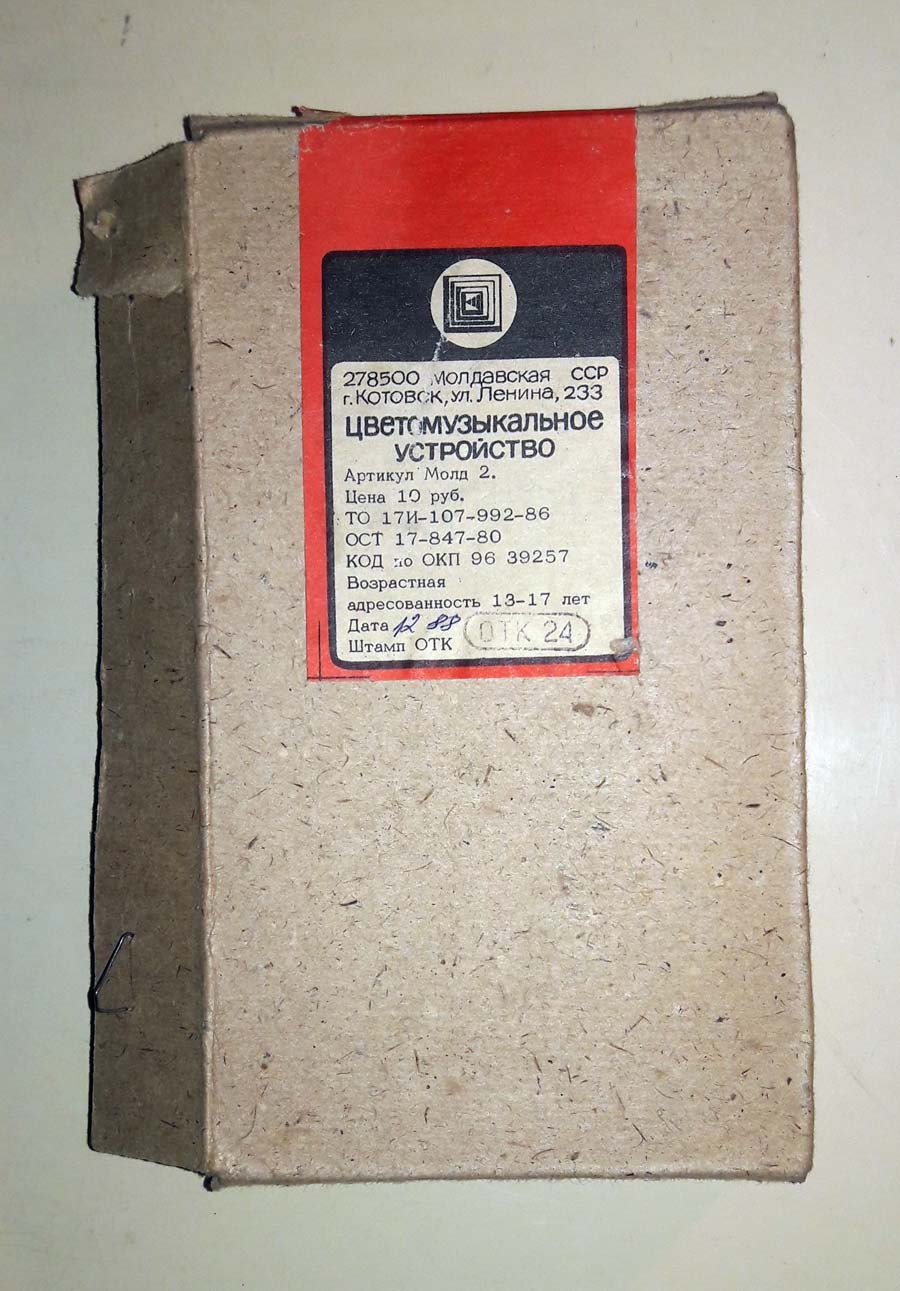 278500 Молдавская ССР
г. Котовск, ул. Ленина, 233
ЦВЕТОМУЗЫКАЛЬНОЕ
УСТРОЙСТВО
Артикул Молд 2.
Цена 10 руб.
ТО 17И-107-992-86
ОСТ 17-847-80
КОД по ОКП 96 39257
Возрастная
адресованность 13-17 лет
Дата 12 88
Штамп ОТК ОТК 24